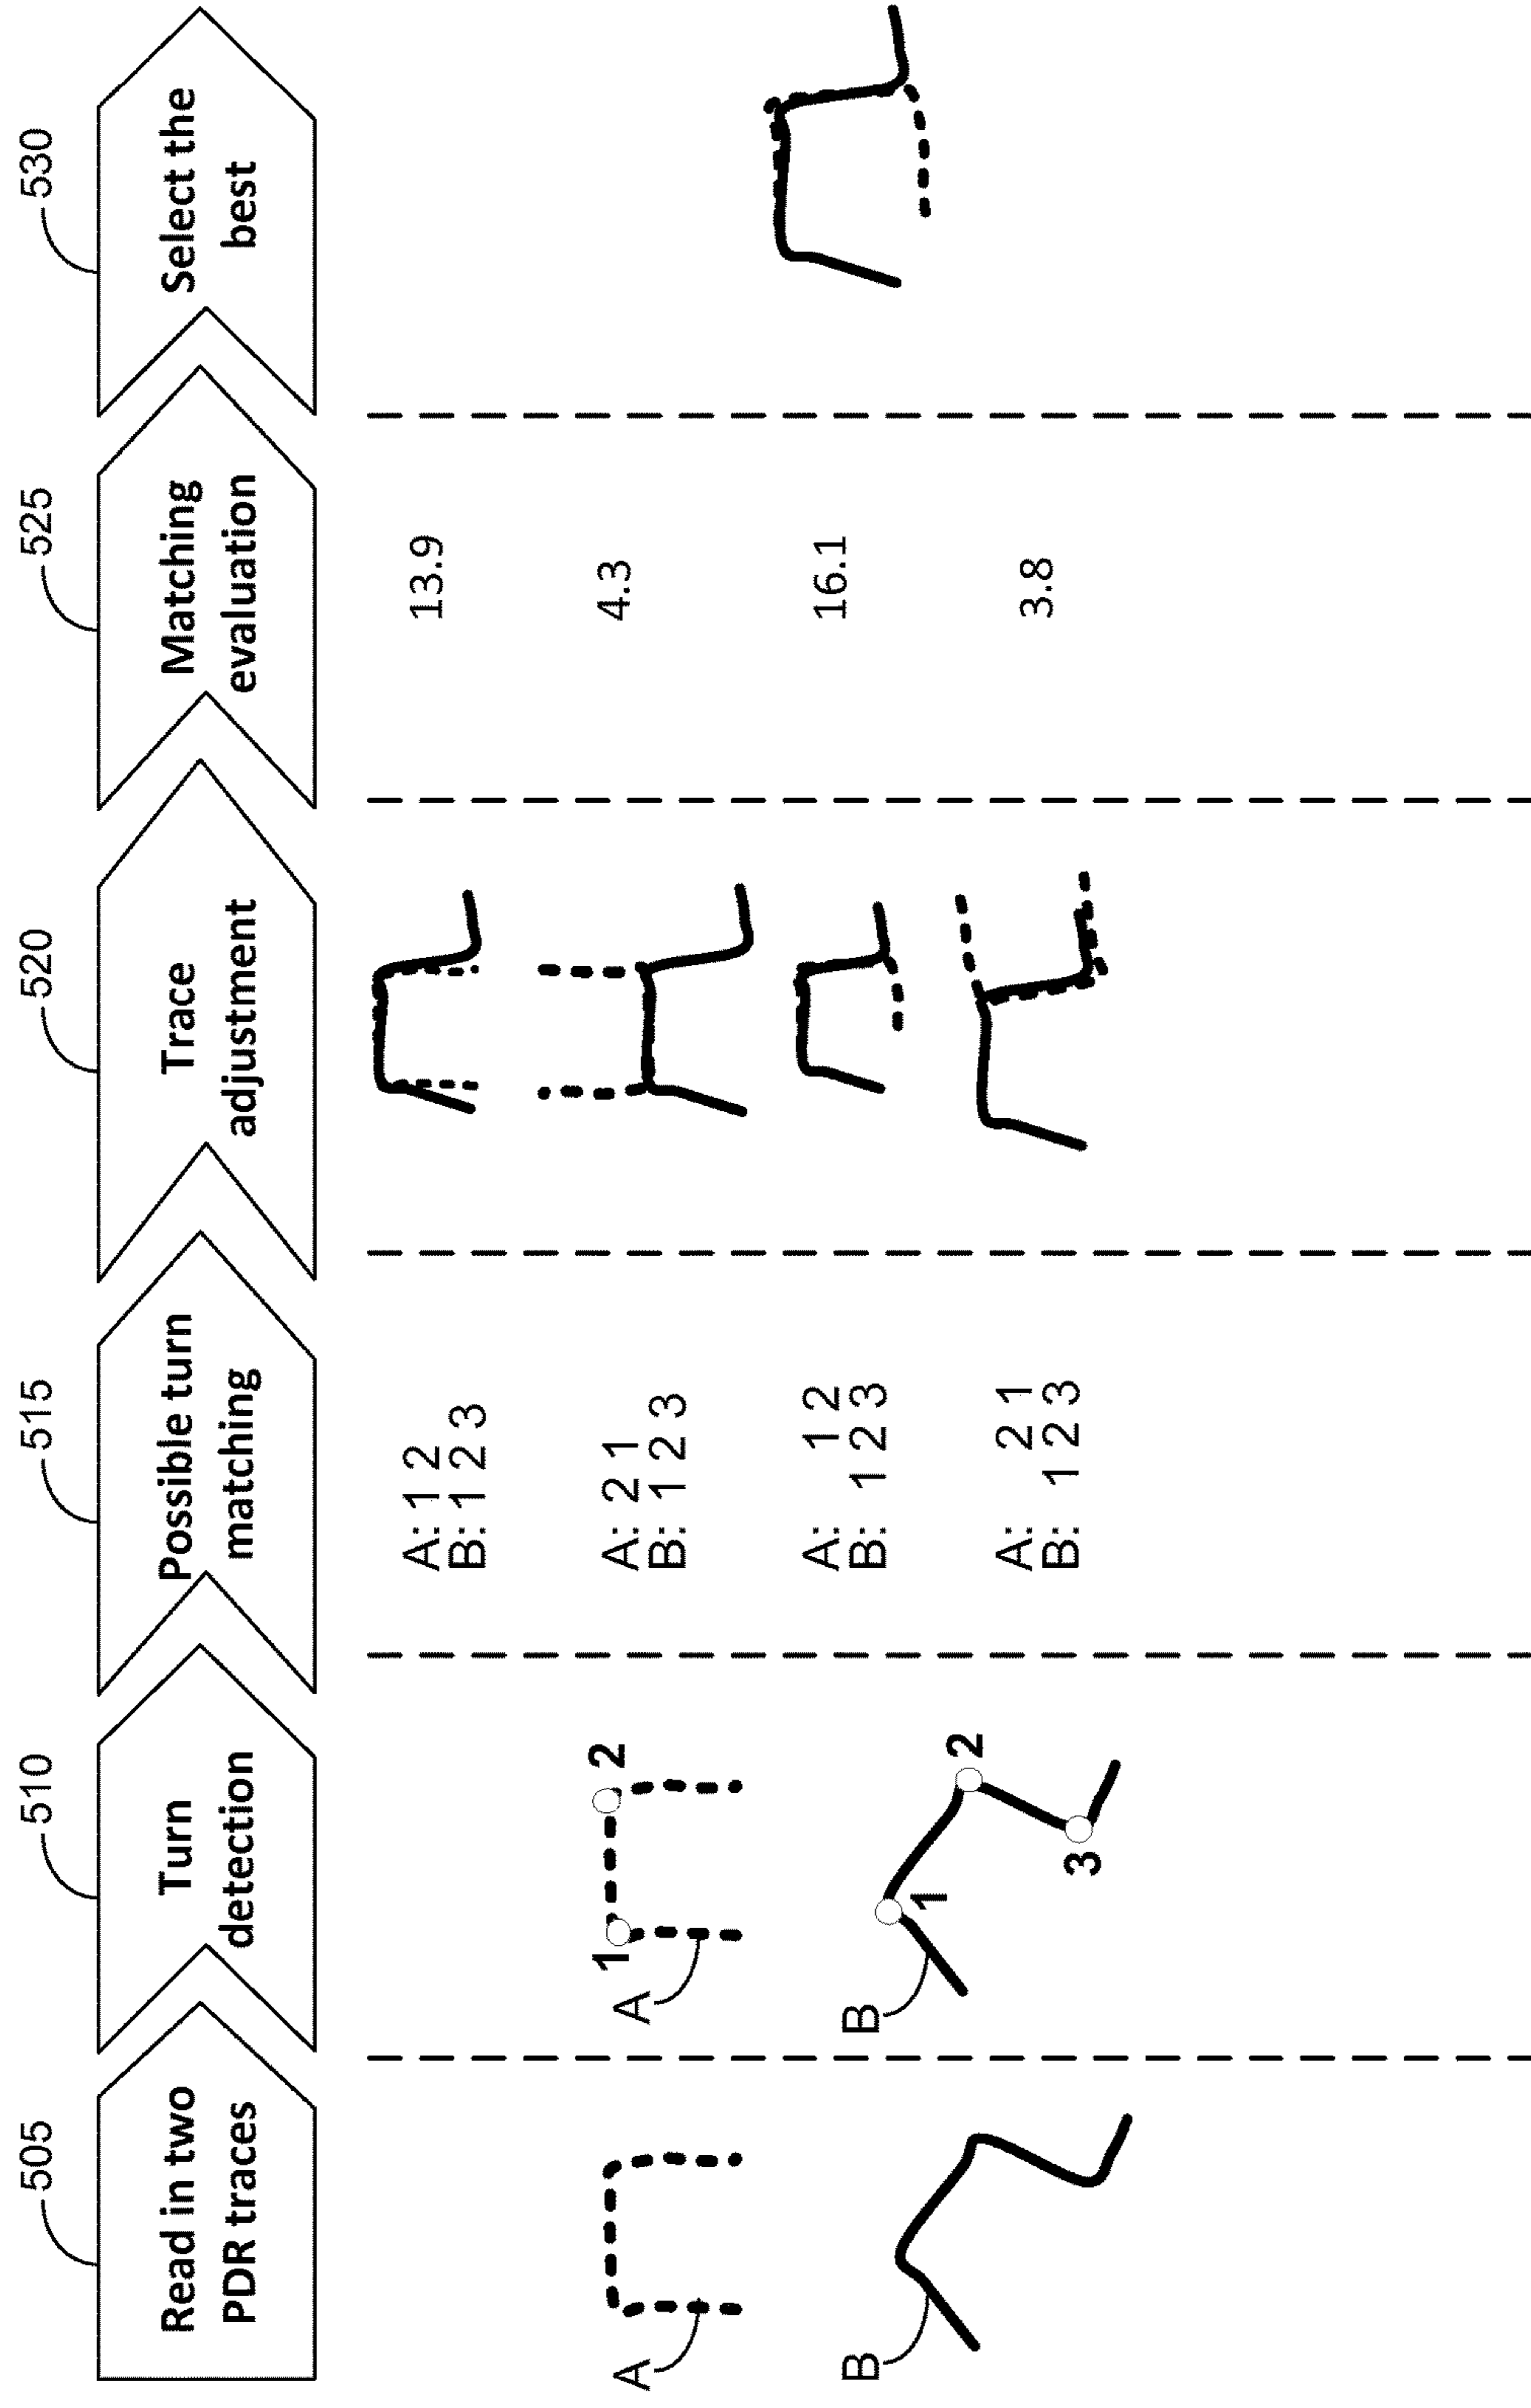 505
Read in two
PDR traces
510
Turn
detection
515
Possible turn
matching
520
Trace
adjustment
525
Matching
evaluation
530
Select the
best
A
B
1
2
A
1
2
3
B
A: 1 2
B: 1 2 3
A: 2 1
B: 1 2 3
A: 1 2
B: 1 2 3
A: 2 1
B: 1 2 3
13.9
4.3
16.1
3.8